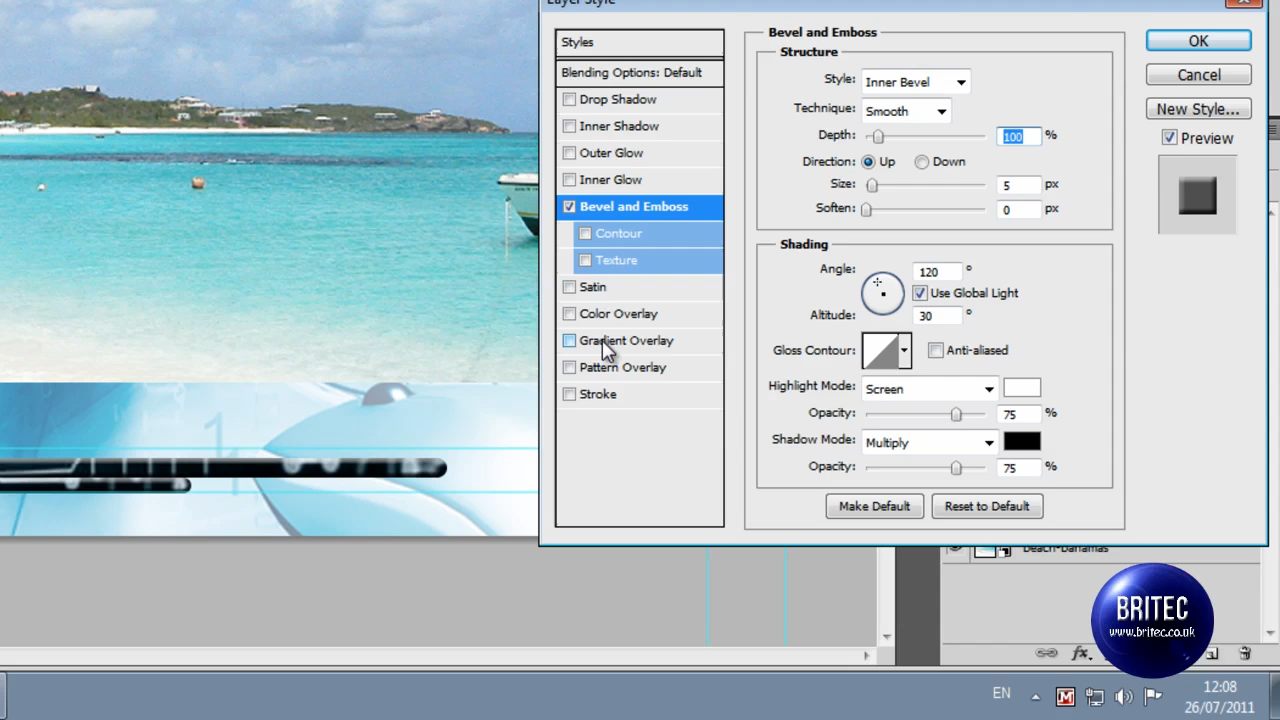 Layer Style
Styles
Blending Options: Default
Drop Shadow
Inner Shadow
Outer Glow
Inner Glow
Bevel and Emboss
Contour
Texture
Satin
Color Overlay
Gradient Overlay
Pattern Overlay
Stroke
Bevel and Emboss
Structure
Style: Inner Bevel
Technique: Smooth
Depth: 100 %
Direction: Up Down
Size: 5 px
Soften: 0 px
Shading
Angle: 120 °
Use Global Light
Altitude: 30 °
Gloss Contour: Anti-aliased
Highlight Mode: Screen
Opacity: 75 %
Shadow Mode: Multiply
Opacity: 75 %
Make Default Reset to Default
OK
Cancel
New Style...
Preview
Beach-Bahamas
BRITEC
www.britec.co.uk
fx.
EN
12:08
26/07/2011